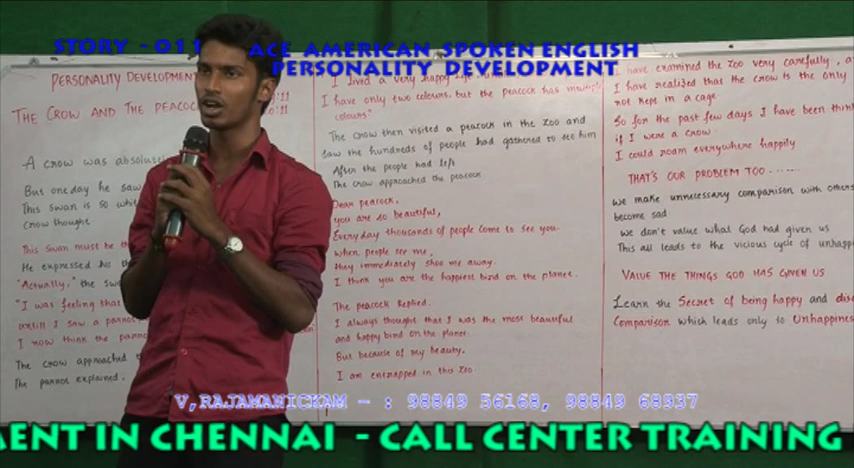 STORY - 011 ACE AMERICAN SPOKEN ENGLISH
PERSONALITY DEVELOPMENT
PERSONALITY DEVELOPMENT
THE CROW AND THE PEACOCK
A crow was absolutel
But one day he saw
This swan is so whit
Crow thought
This Swan must be th
He expressed his th
"Actually," the swa
"I was feeling that
until I saw a parrot
I now think the parro
The crow approached t
The parrot explained.
I lived a very happy life
I have only two colours. but the peacock has multiple
colours"
The crow then visited a peacock in the zoo and
saw the hundreds of people had gathered to see him
After the people had left
The crow approached the peacock
Dear peacock.
you are so beautiful,
Everyday thousands of people come to see you.
when people see me,
they immediately shoo me away.
I think you are the happiest bird on the planet.
The peacock Replied.
I always thought that I was the most beautiful
and happy bird on the planet
But because of my beauty.
I am entrapped in this zoo.
I have examined the zoo very carefully, a
I have realized that the crow is the only
not kept in a cage
So for the past few days I have been think
if I were a crow.
I could roam everywhere happily
THAT'S OUR PROBLEM TOO
we make unnecessary comparison with others
become sad
we don't value what God had given us
This all leads to the vicious cycle of unhapp
VALUE THE THINGS GOD HAS GIVEN US
Learn the Secret of being happy and dis
Comparison which leads only to Unhappines
V,RAJAMANICKAM - : 98849 56168, 98849 68937
MENT IN CHENNAI - CALL CENTER TRAINING